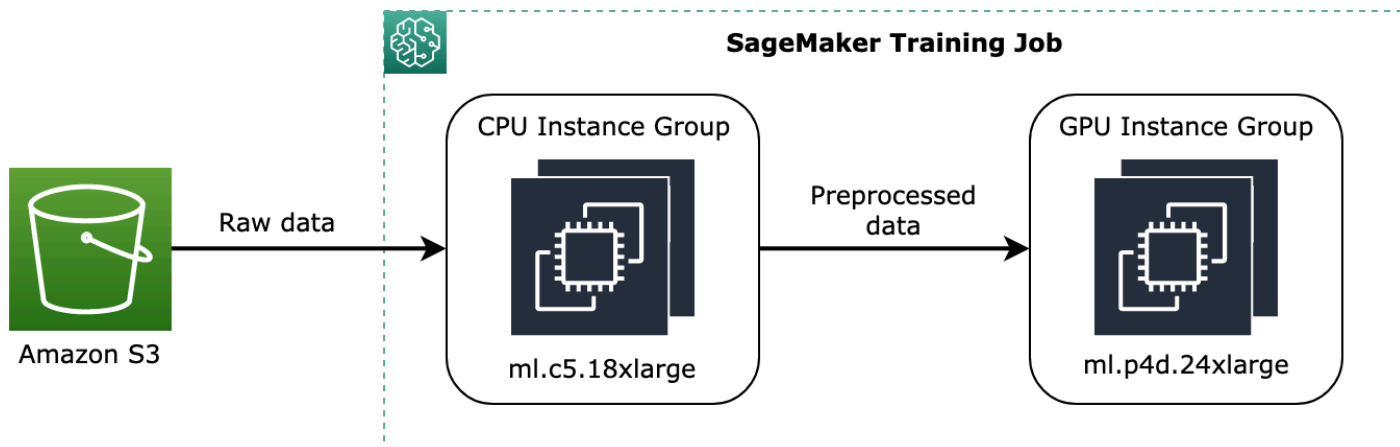 SageMaker Training Job
CPU Instance Group
GPU Instance Group
Raw data
Preprocessed
data
Amazon S3
ml.c5.18xlarge
ml.p4d.24xlarge